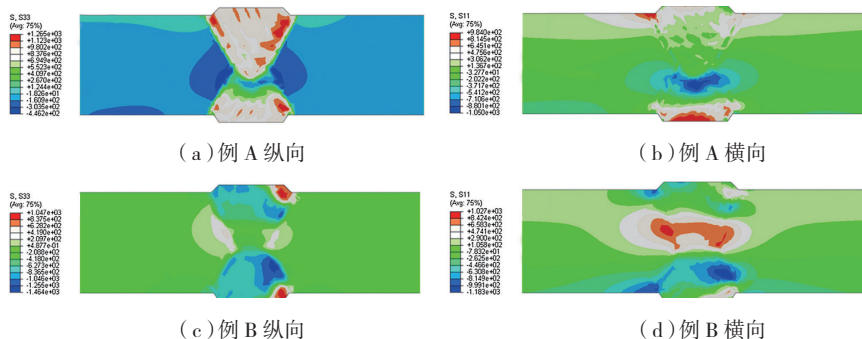 S, S33
(Avg: 75%)
+1.265e+03
+1.123e+03
+9.802e+02
+8.376e+02
+6.949e+02
+5.523e+02
+4.097e+02
+2.670e+02
+1.244e+02
-1.826e+01
-1.609e+02
-3.035e+02
-4.462e+02
(a)例 A 纵向
S, S11
(Avg: 75%)
+9.840e+02
+8.145e+02
+6.451e+02
+4.756e+02
+3.062e+02
+1.367e+02
-3.277e+01
-2.022e+02
-3.717e+02
-5.412e+02
-7.106e+02
-8.801e+02
-1.050e+03
(b)例 A 横向
S, S33
(Avg: 75%)
+1.047e+03
+8.375e+02
+6.282e+02
+4.190e+02
+2.097e+02
+4.877e-01
-2.088e+02
-4.180e+02
-6.273e+02
-8.365e+02
-1.046e+03
-1.255e+03
-1.464e+03
(c)例 B 纵向
S, S11
(Avg: 75%)
+1.027e+03
+8.424e+02
+6.583e+02
+4.741e+02
+2.900e+02
+1.058e+02
-7.832e+01
-2.625e+02
-4.466e+02
-6.308e+02
-8.149e+02
-9.991e+02
-1.183e+03
(d)例 B 横向